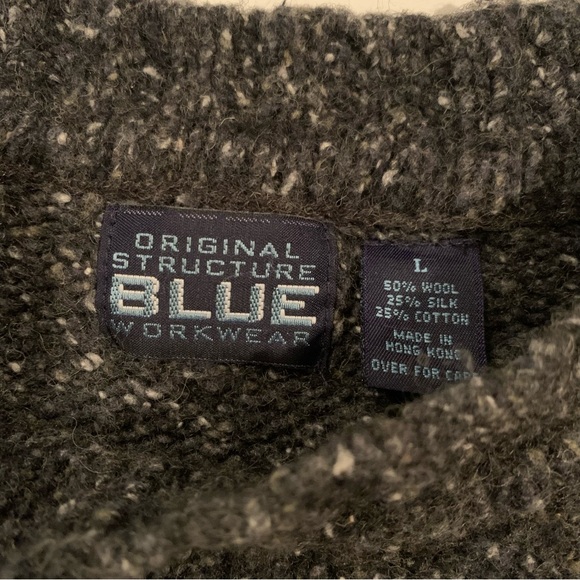 ORIGINAL
STRUCTURE
BLUE
WORKWEAR
L
50% WOOL
25% SILK
25% COTTON
MADE IN
HONG KONG
OVER FOR CARE